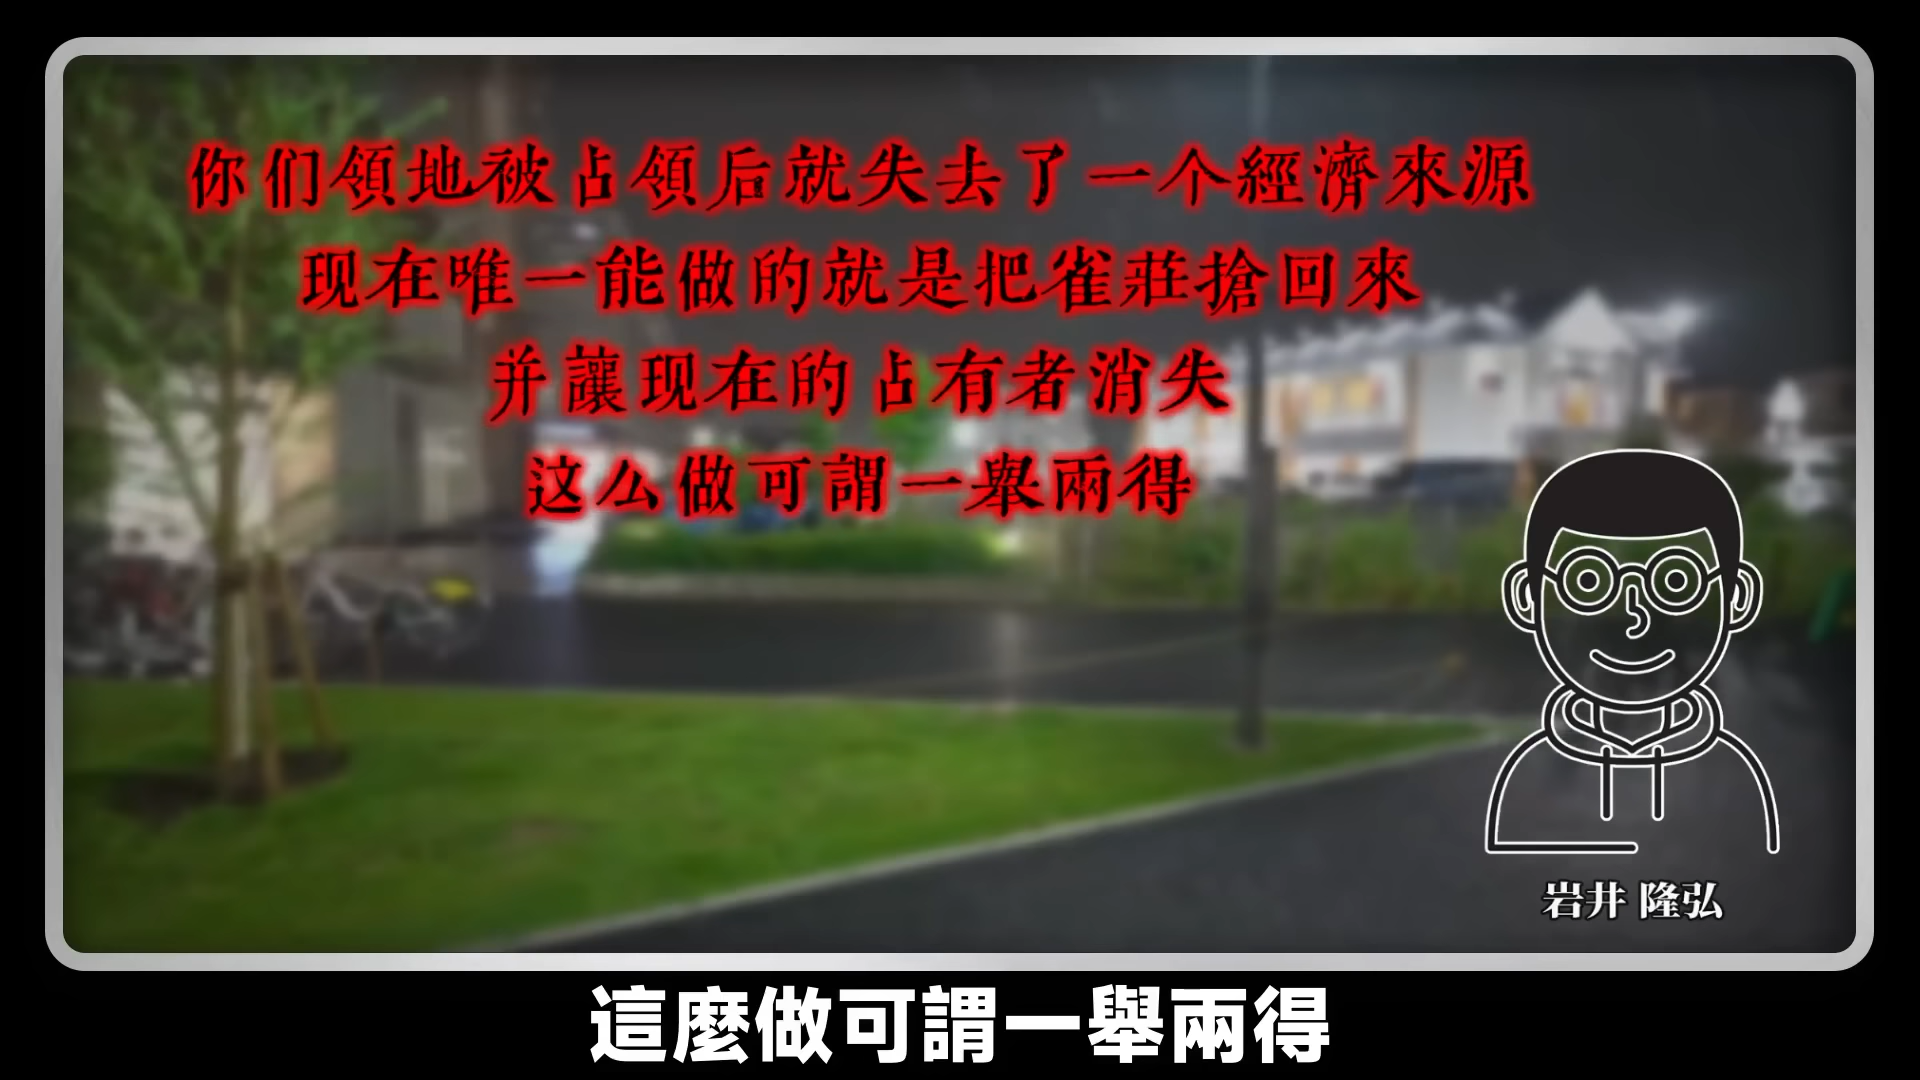 你们領地被占領后就失去了一个經濟來源
现在唯一能做的就是把雀莊搶回來
并讓现在的占有者消失
这么做可謂一舉兩得
岩井 隆弘
這麼做可謂一舉兩得